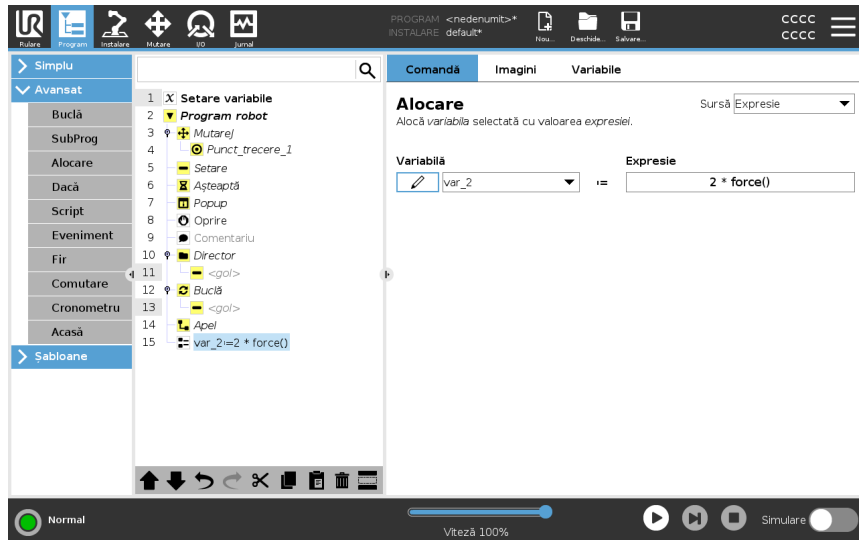 PROGRAM <nedenumit>*
INSTALARE default*
Rulare Program Instalare Mutare I/O Jurnal Nou... Deschide... Salvare...
cccc
cccc
Simplu
Avansat
Buclă
SubProg
Alocare
Dacă
Script
Eveniment
Fir
Comutare
Cronometru
Acasă
Șabloane
1 X Setare variabile
2 Program robot
3 MutareJ
4 Punct_trecere_1
5 Setare
6 Așteaptă
7 Popup
8 Oprire
9 Comentariu
10 Director
11 <gol>
12 Buclă
13 <gol>
14 Apel
15 var_2≔2 * force()
Comandă Imagini Variabile
Alocare
Sursă Expresie
Alocă variabila selectată cu valoarea expresiei.
Variabilă Expresie
var_2 ≔ 2 * force()
Normal
Viteză 100%
Simulare